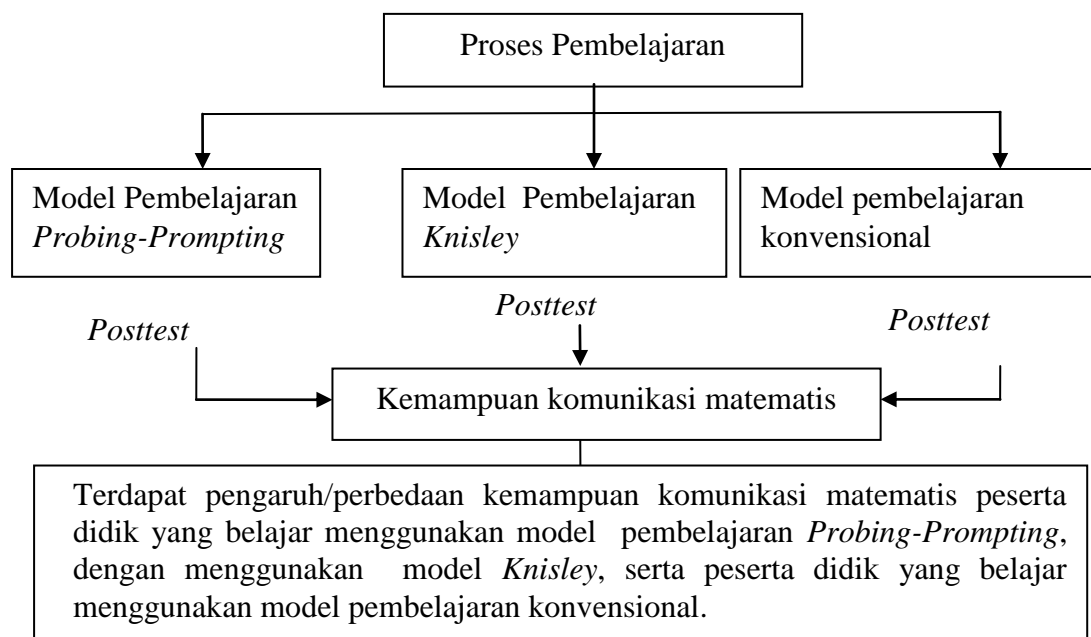 Proses Pembelajaran
Model Pembelajaran
Probing-Prompting
Model Pembelajaran
Knisley
Model pembelajaran
konvensional
Posttest
Posttest
Posttest
Kemampuan komunikasi matematis
Terdapat pengaruh/perbedaan kemampuan komunikasi matematis peserta
didik yang belajar menggunakan model pembelajaran Probing-Prompting,
dengan menggunakan model Knisley, serta peserta didik yang belajar
menggunakan model pembelajaran konvensional.